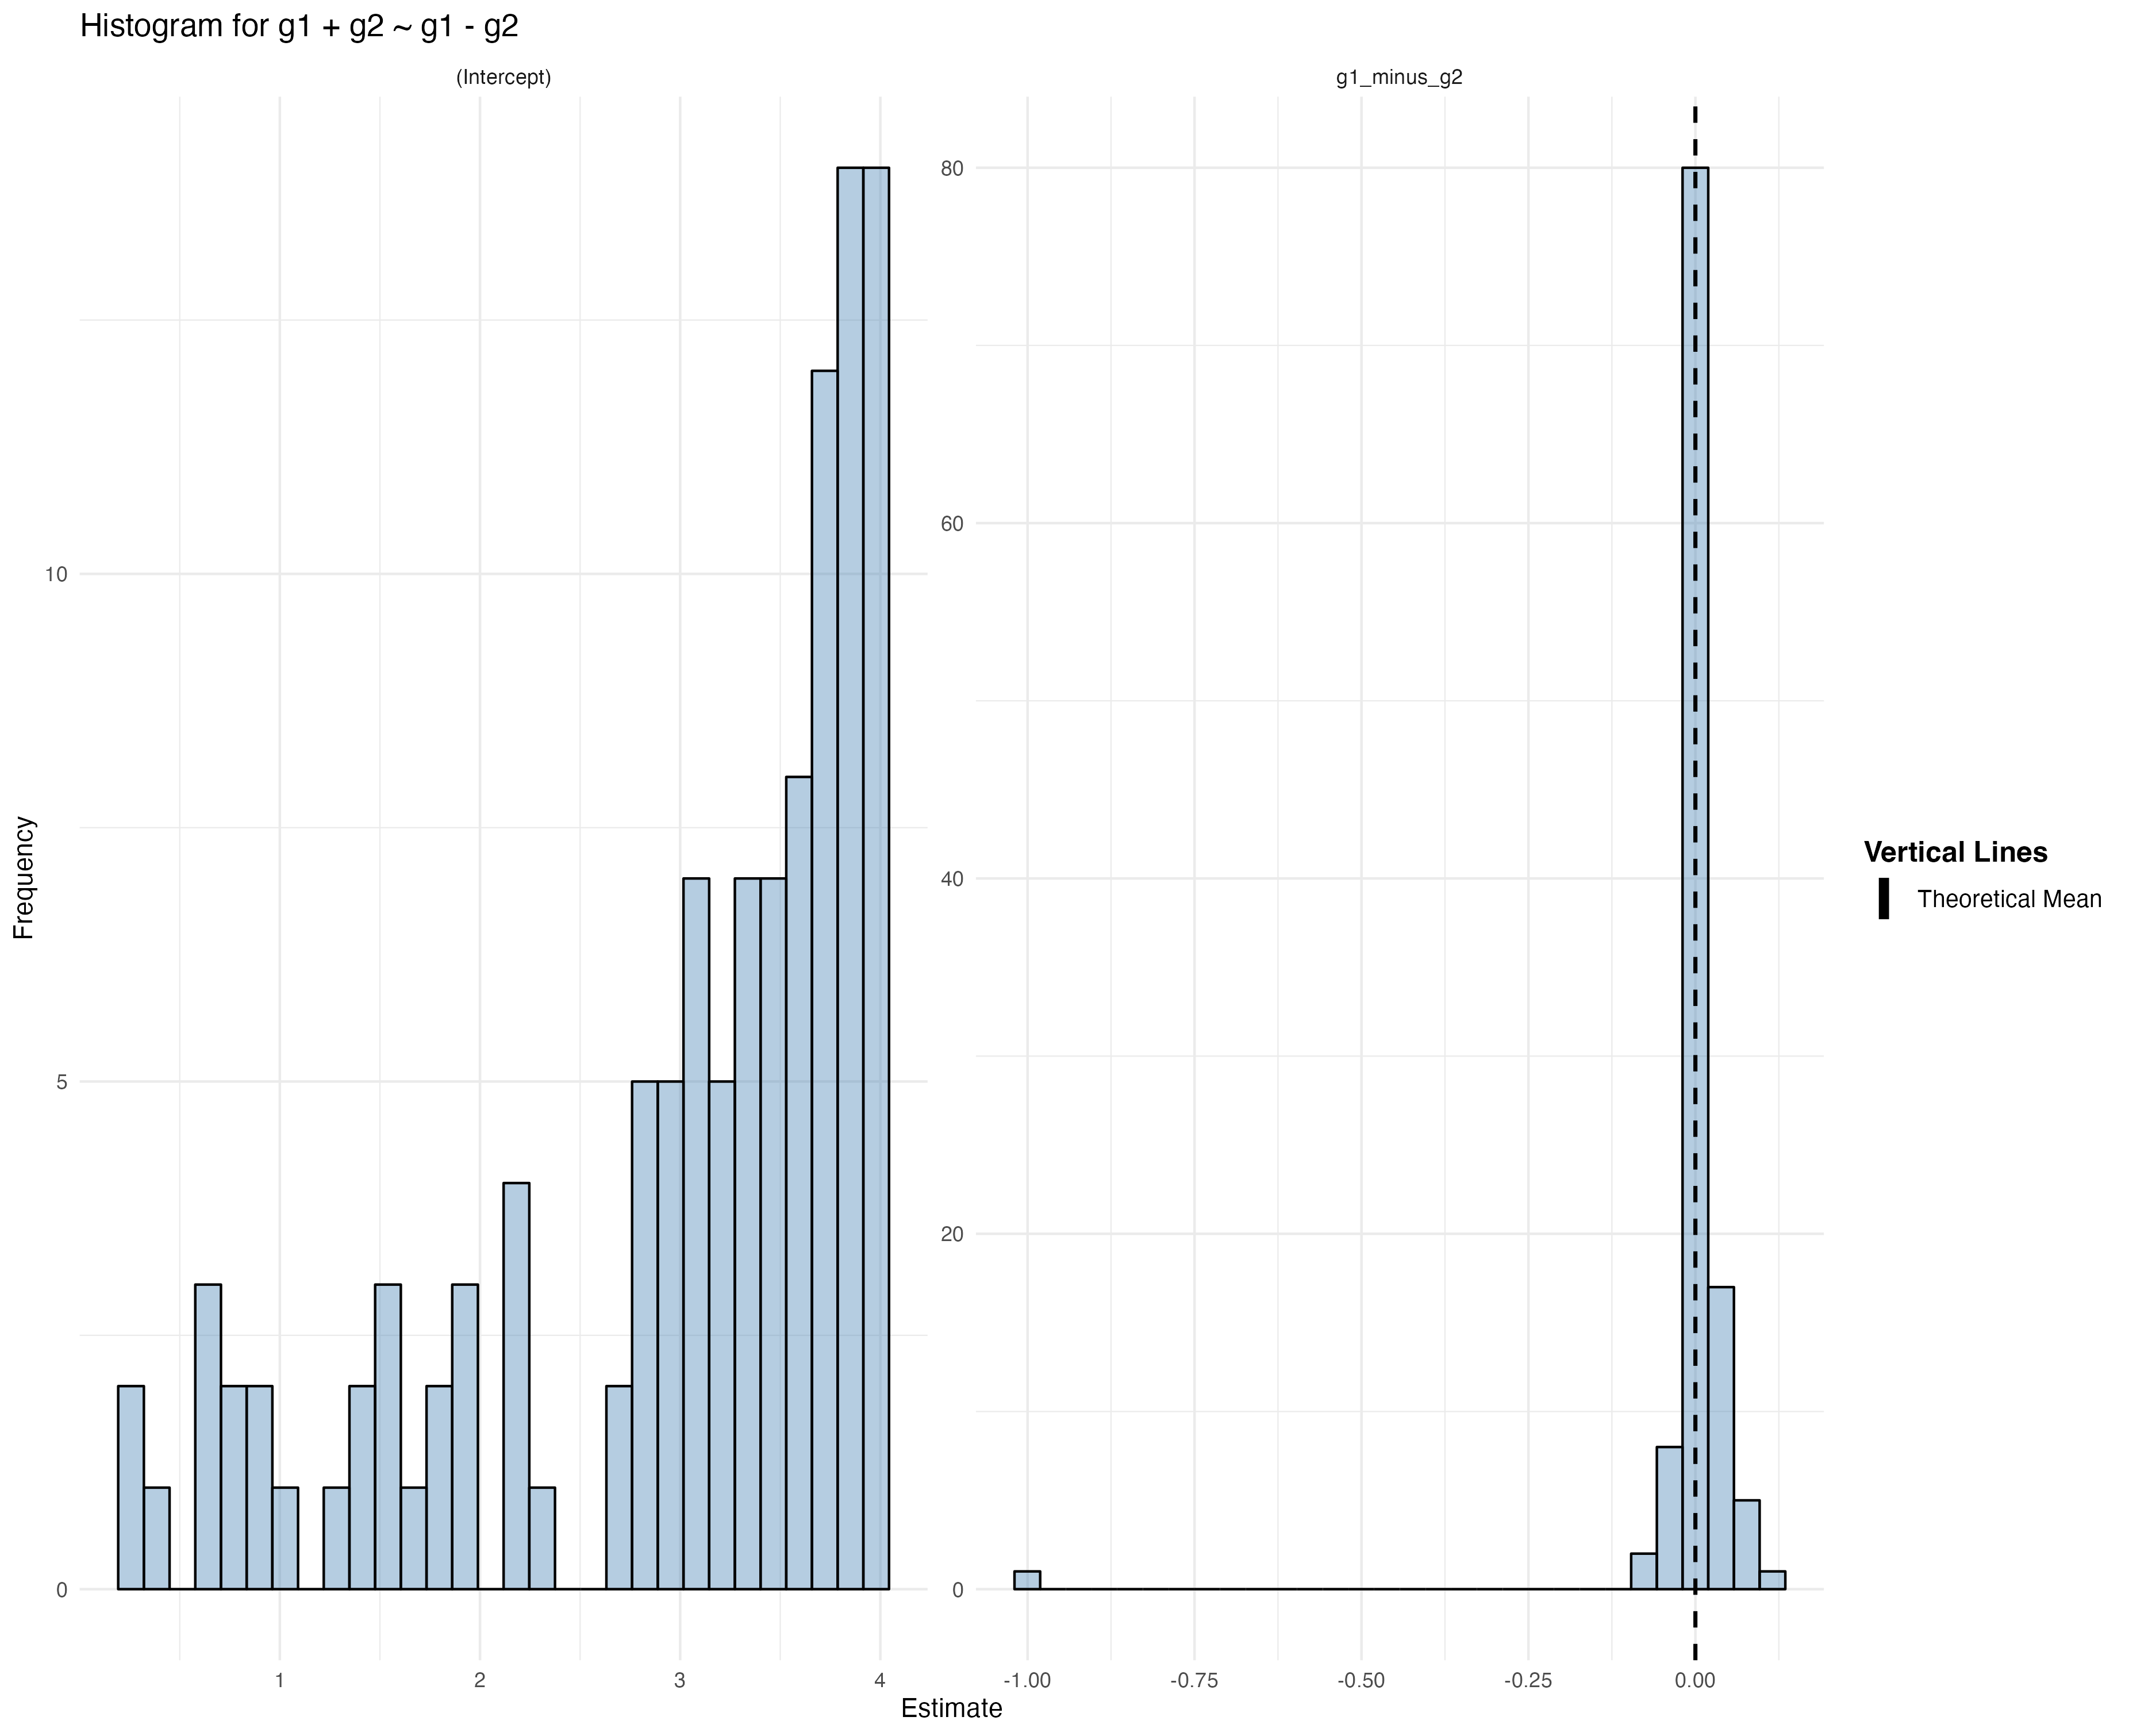 Histogram for g1 + g2 ~ g1 - g2
(Intercept)
g1_minus_g2
Frequency
10
5
0
80
60
40
20
0
1 2 3 4
-1.00 -0.75 -0.50 -0.25 0.00
Estimate
Vertical Lines
Theoretical Mean